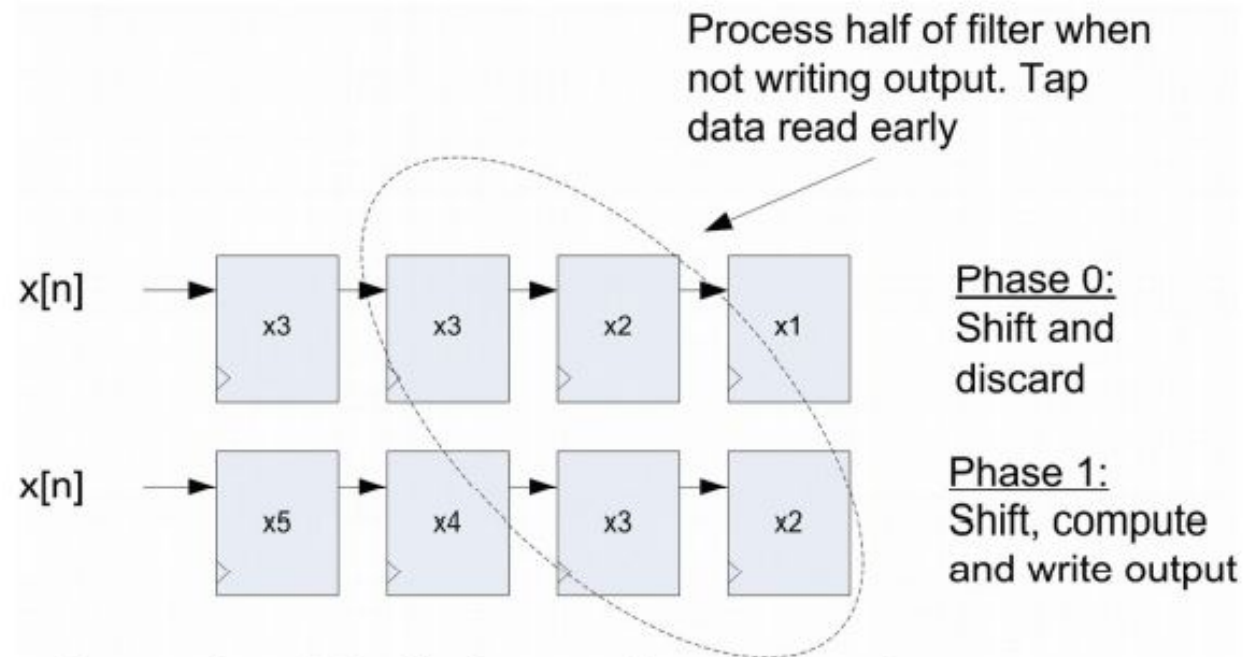 Process half of filter when
not writing output. Tap
data read early
x[n]
x3
x3
x2
x1
Phase 0:
Shift and
discard
x[n]
x5
x4
x3
x2
Phase 1:
Shift, compute
and write output